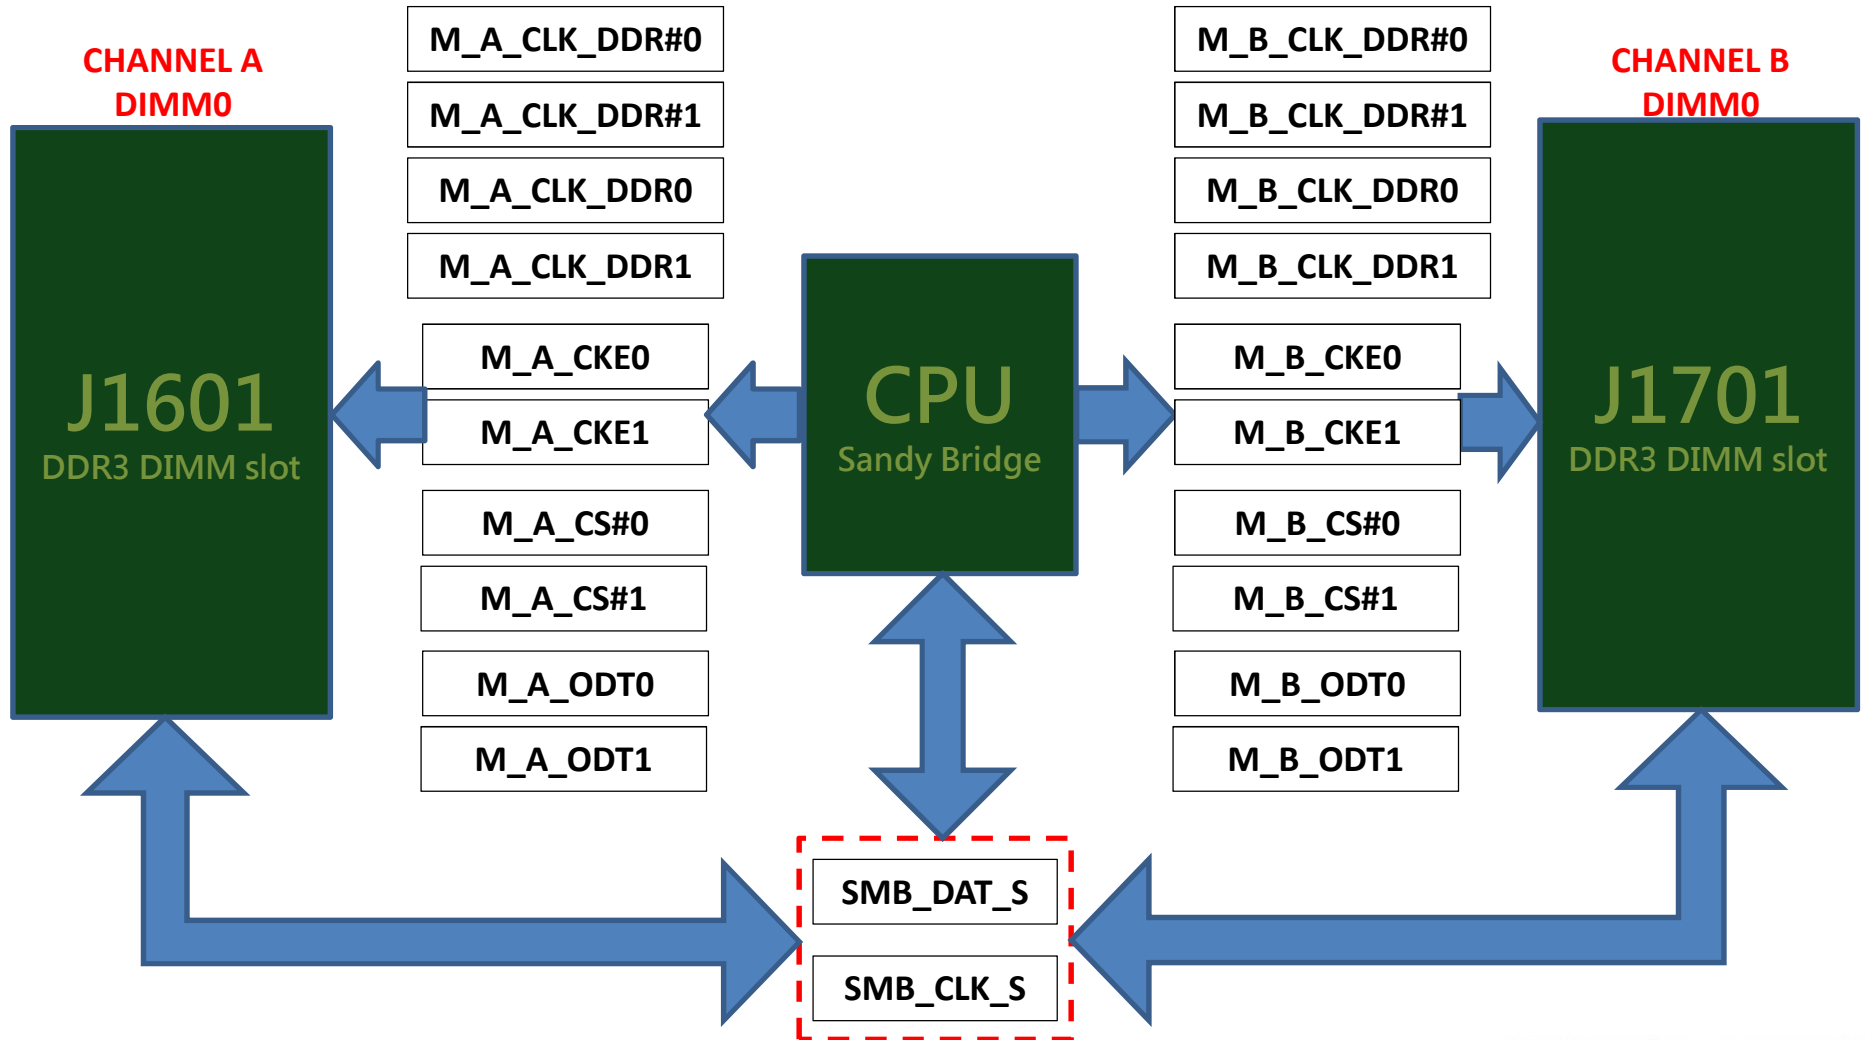 CHANNEL A
DIMM0
J1601
DDR3 DIMM slot
M_A_CLK_DDR#0
M_A_CLK_DDR#1
M_A_CLK_DDR0
M_A_CLK_DDR1
M_A_CKE0
M_A_CKE1
M_A_CS#0
M_A_CS#1
M_A_ODT0
M_A_ODT1
CPU
Sandy Bridge
SMB_DAT_S
SMB_CLK_S
M_B_CLK_DDR#0
M_B_CLK_DDR#1
M_B_CLK_DDR0
M_B_CLK_DDR1
M_B_CKE0
M_B_CKE1
M_B_CS#0
M_B_CS#1
M_B_ODT0
M_B_ODT1
CHANNEL B
DIMM0
J1701
DDR3 DIMM slot